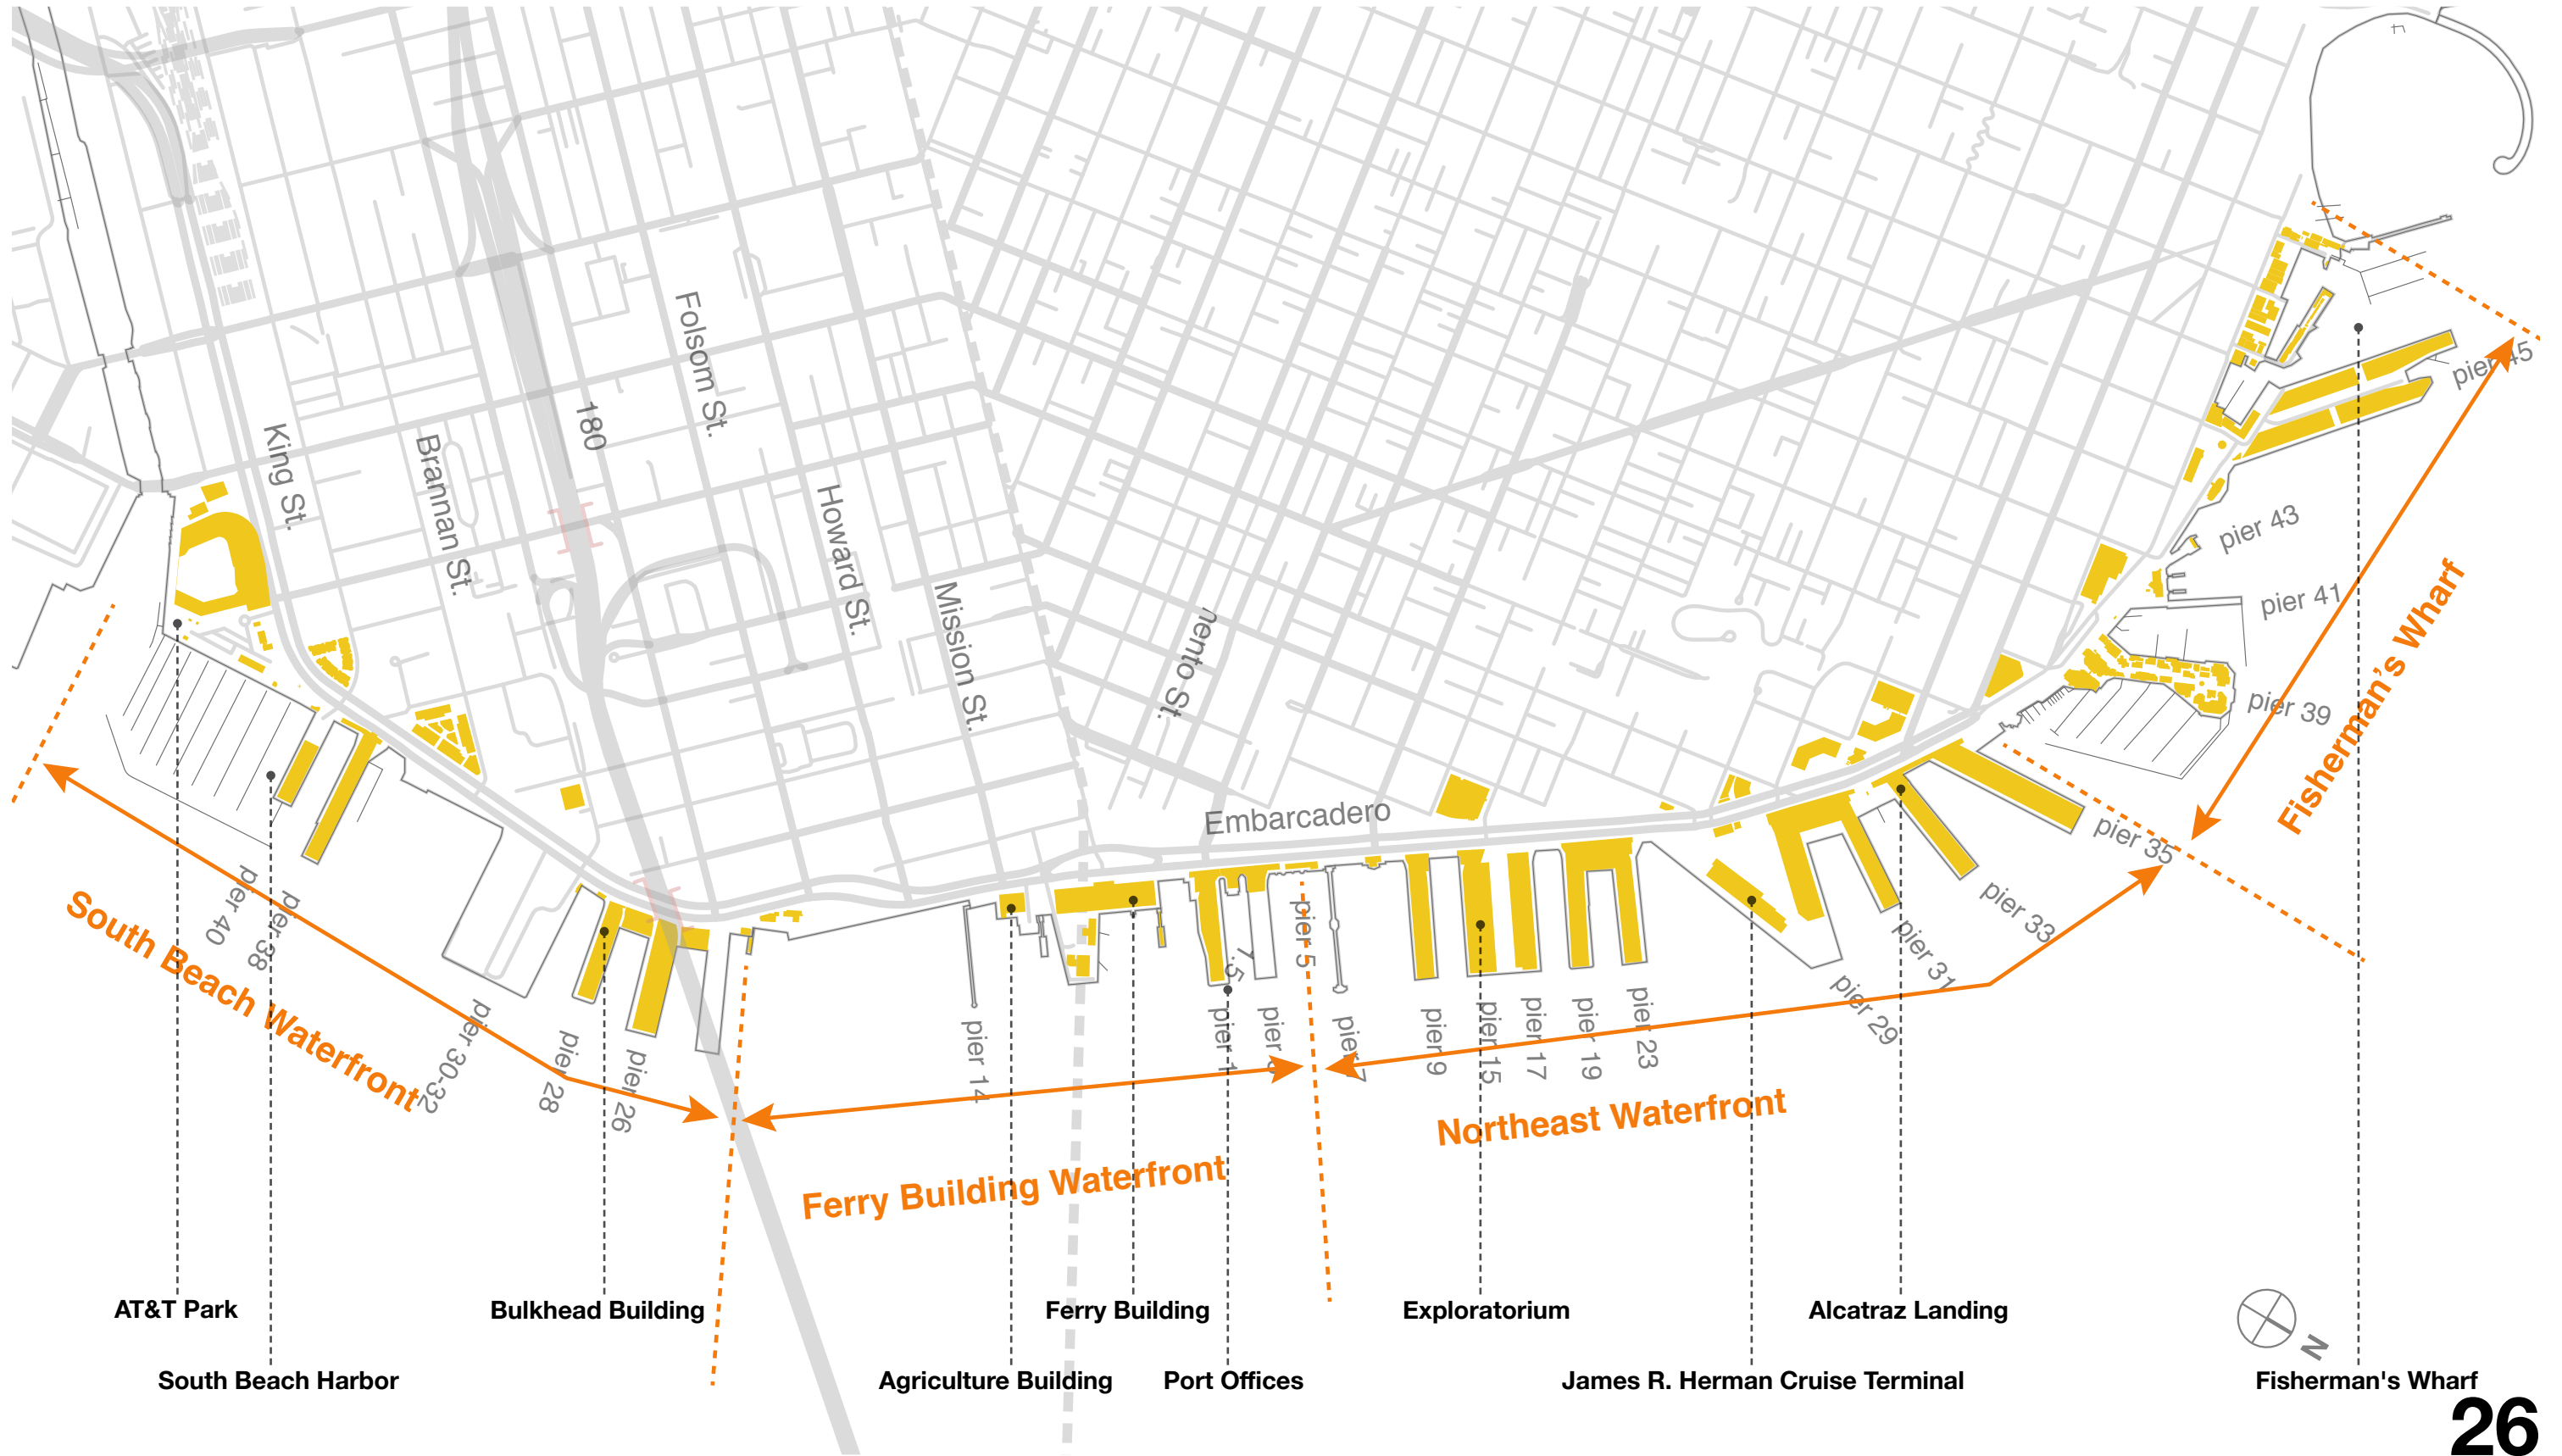 Folsom St.
180
King St.
Brannan St.
Howard St.
Mission St.
nento St.
Embarcadero
pier 45
pier 43
pier 41
pier 39
pier 35
pier 33
pier 31
pier 29
pier 23
pier 19
pier 17
pier 15
pier 9
pier 7
pier 5
pier 1
pier 14
pier 26
pier 28
pier 30-32
pier 38
pier 40
South Beach Waterfront
Ferry Building Waterfront
Northeast Waterfront
Fisherman’s Wharf
AT&T Park
Bulkhead Building
Ferry Building
Exploratorium
Alcatraz Landing
South Beach Harbor
Agriculture Building
Port Offices
James R. Herman Cruise Terminal
Fisherman's Wharf
N
26